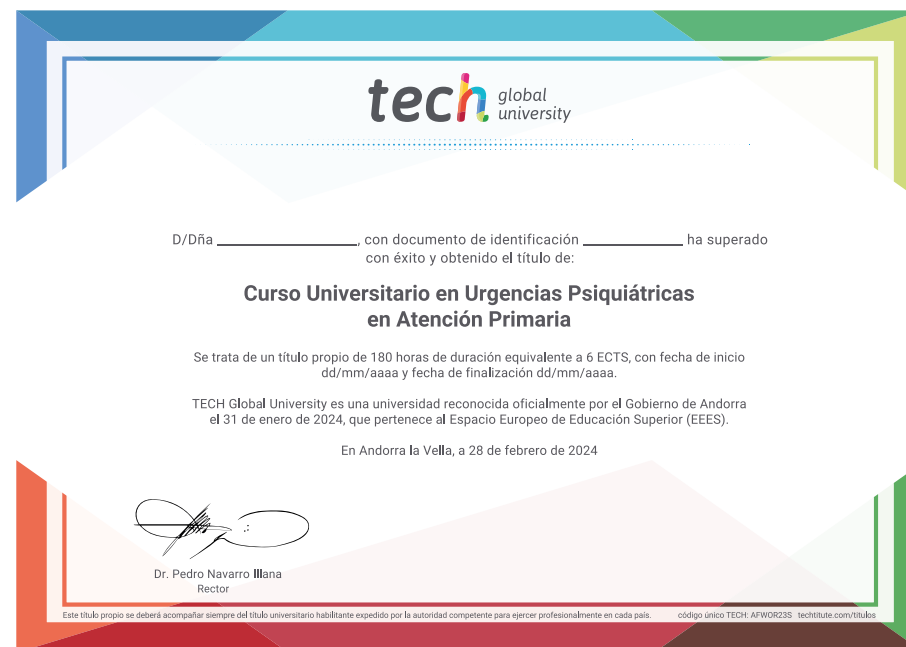 tech global university
D/Dña ____________________, con documento de identificación ______________ ha superado
con éxito y obtenido el título de:
Curso Universitario en Urgencias Psiquiátricas
en Atención Primaria
Se trata de un título propio de 180 horas de duración equivalente a 6 ECTS, con fecha de inicio
dd/mm/aaaa y fecha de finalización dd/mm/aaaa.
TECH Global University es una universidad reconocida oficialmente por el Gobierno de Andorra
el 31 de enero de 2024, que pertenece al Espacio Europeo de Educación Superior (EEES).
En Andorra la Vella, a 28 de febrero de 2024
Dr. Pedro Navarro Illana
Rector
Este título propio se deberá acompañar siempre del título universitario habilitante expedido por la autoridad competente para ejercer profesionalmente en cada país. código único TECH: AFWOR23S techtitute.com/titulos